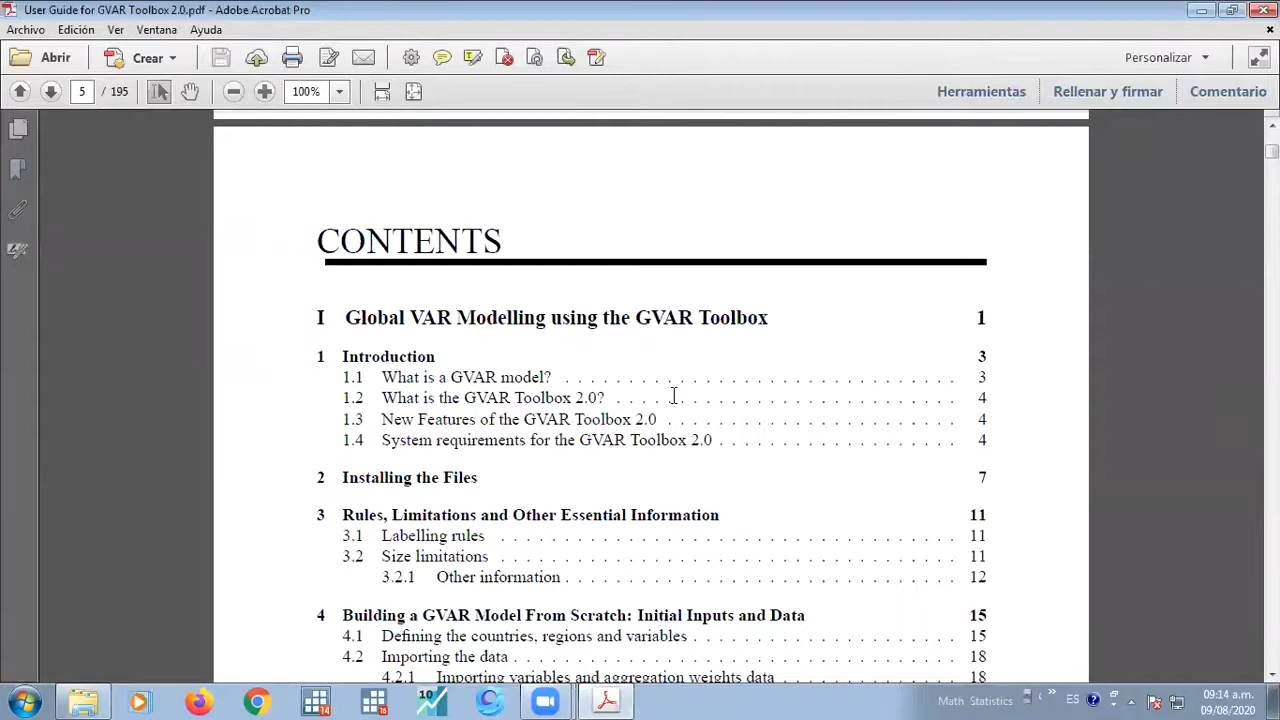 User Guide for GVAR Toolbox 2.0.pdf - Adobe Acrobat Pro
Archivo Edición Ver Ventana Ayuda
Abrir Crear Personalizar
5 / 195 100% Herramientas Rellenar y firmar Comentario
CONTENTS
I Global VAR Modelling using the GVAR Toolbox 1
1 Introduction 3
1.1 What is a GVAR model? . . . . . . . . . . . . . . . . . . . . . . . 3
1.2 What is the GVAR Toolbox 2.0? . . . . . . . . . . . . . . . . . . . . 4
1.3 New Features of the GVAR Toolbox 2.0 . . . . . . . . . . . . . . . . . 4
1.4 System requirements for the GVAR Toolbox 2.0 . . . . . . . . . . . . . . 4
2 Installing the Files 7
3 Rules, Limitations and Other Essential Information 11
3.1 Labelling rules . . . . . . . . . . . . . . . . . . . . . . . . . . . 11
3.2 Size limitations . . . . . . . . . . . . . . . . . . . . . . . . . . . 11
3.2.1 Other information . . . . . . . . . . . . . . . . . . . . . . . 12
4 Building a GVAR Model From Scratch: Initial Inputs and Data 15
4.1 Defining the countries, regions and variables . . . . . . . . . . . . . . . 15
4.2 Importing the data . . . . . . . . . . . . . . . . . . . . . . . . . . 18
4.2.1 Importing variables and aggregation weights data . . . . . . . . . . 18
14 16 10 Math Statistics » ES 09:14 a.m.
09/08/2020